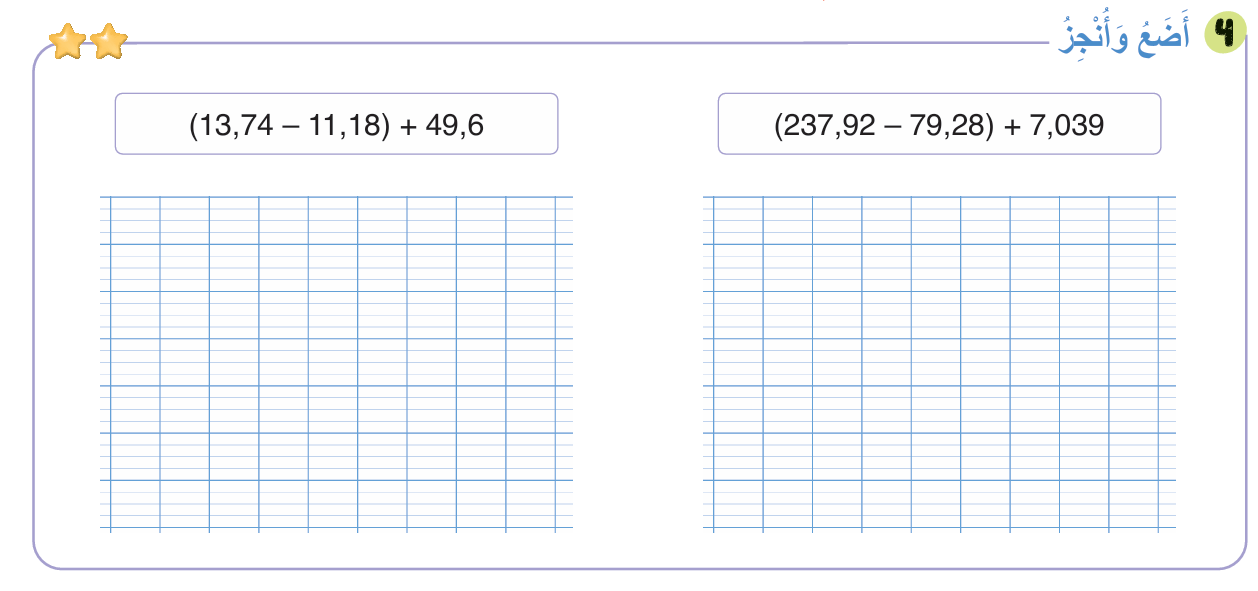 4 أَضَعُ وَأُنْجِزُ
(237,92 – 79,28) + 7,039
(13,74 – 11,18) + 49,6